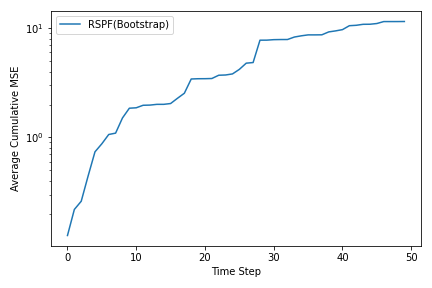 RSPF(Bootstrap)
10¹
10⁰
Average Cumulative MSE
0 10 20 30 40 50
Time Step